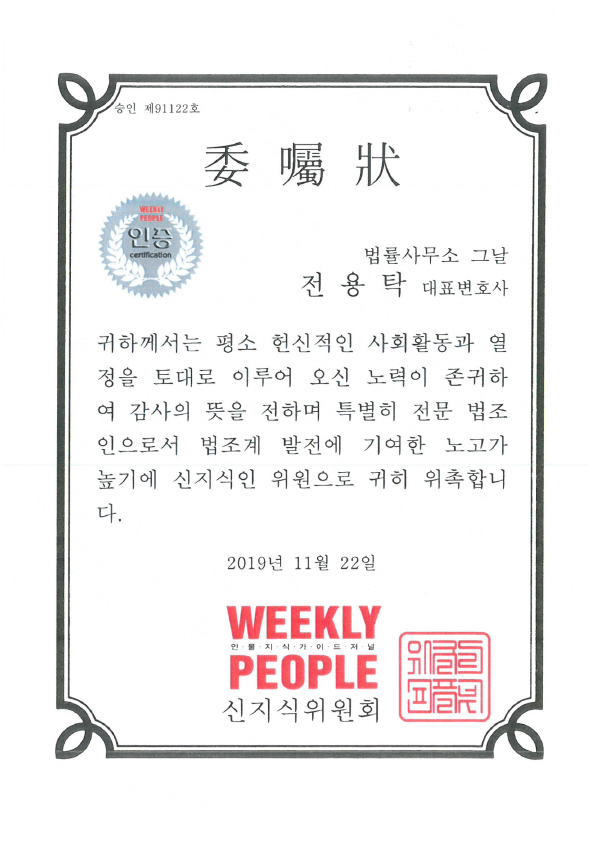 승인 제91122호
委囑狀
WEEKLY
PEOPLE
인증
certification
법률사무소 그날
전용탁 대표변호사
귀하께서는 평소 헌신적인 사회활동과 열
정을 토대로 이루어 오신 노력이 존귀하
여 감사의 뜻을 전하며 특별히 전문 법조
인으로서 법조계 발전에 기여한 노고가
높기에 신지식인 위원으로 귀히 위촉합니
다.
2019년 11월 22일
WEEKLY
인·물·지·식·가·이·드·저·널
PEOPLE
신지식위원회